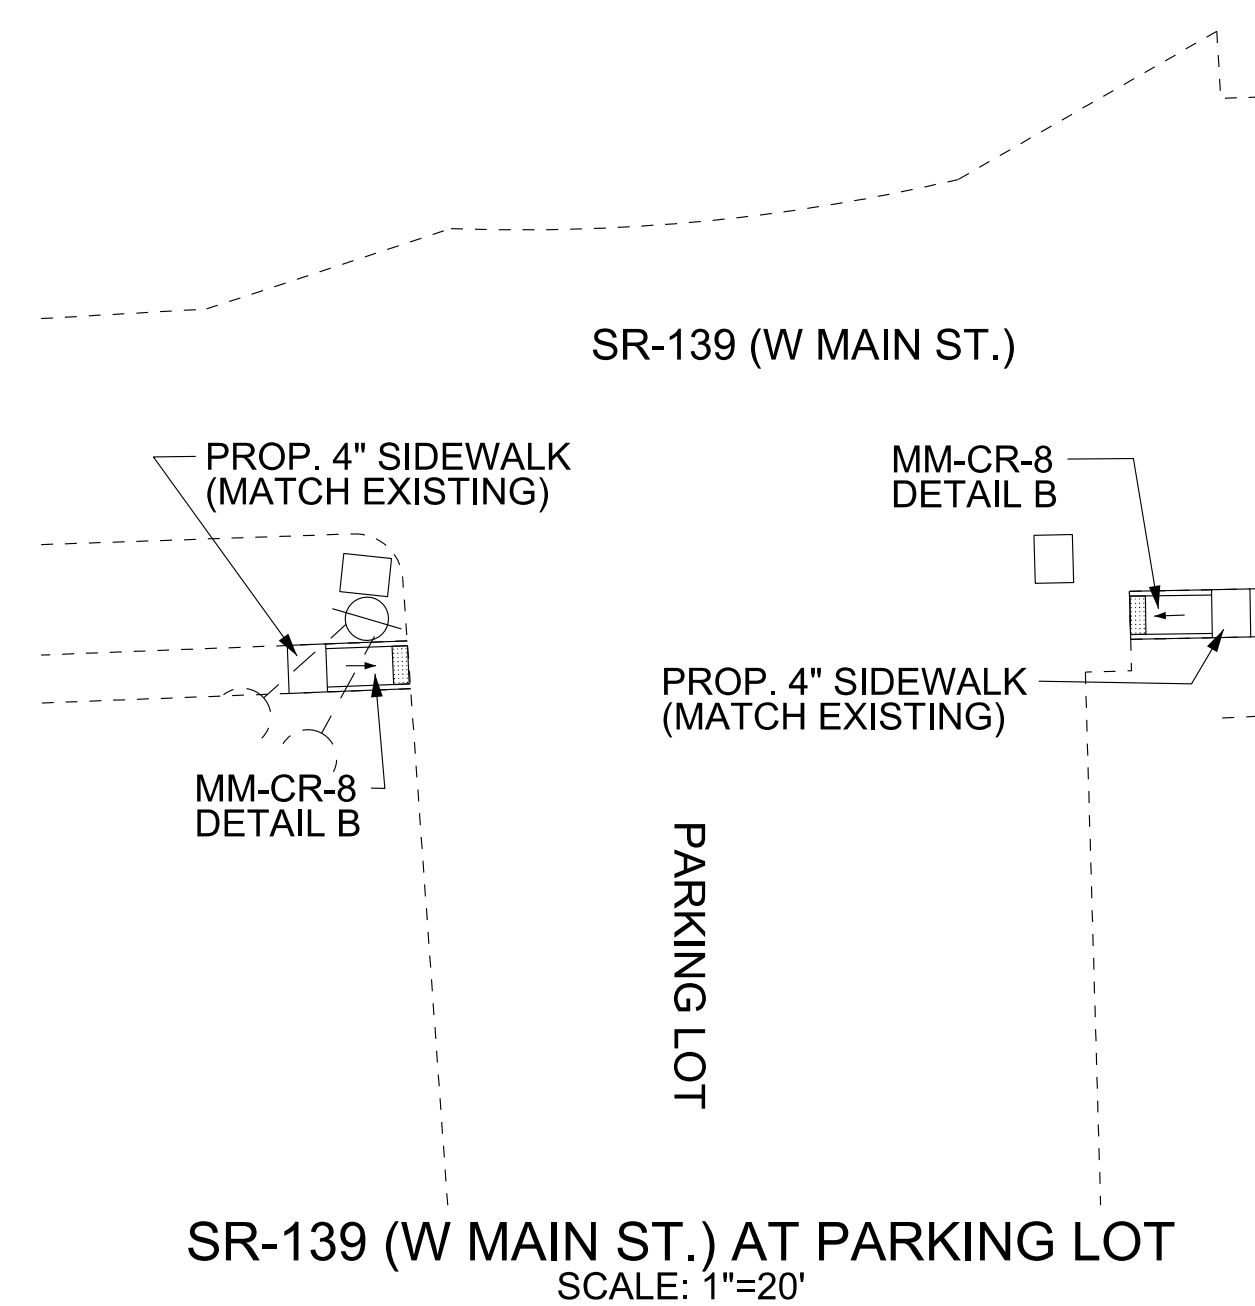 SR-139 (W MAIN ST.)
PROP. 4" SIDEWALK
(MATCH EXISTING)
MM-CR-8
DETAIL B
PROP. 4" SIDEWALK
(MATCH EXISTING)
MM-CR-8
DETAIL B
PARKING LOT
SR-139 (W MAIN ST.) AT PARKING LOT
SCALE: 1"=20'